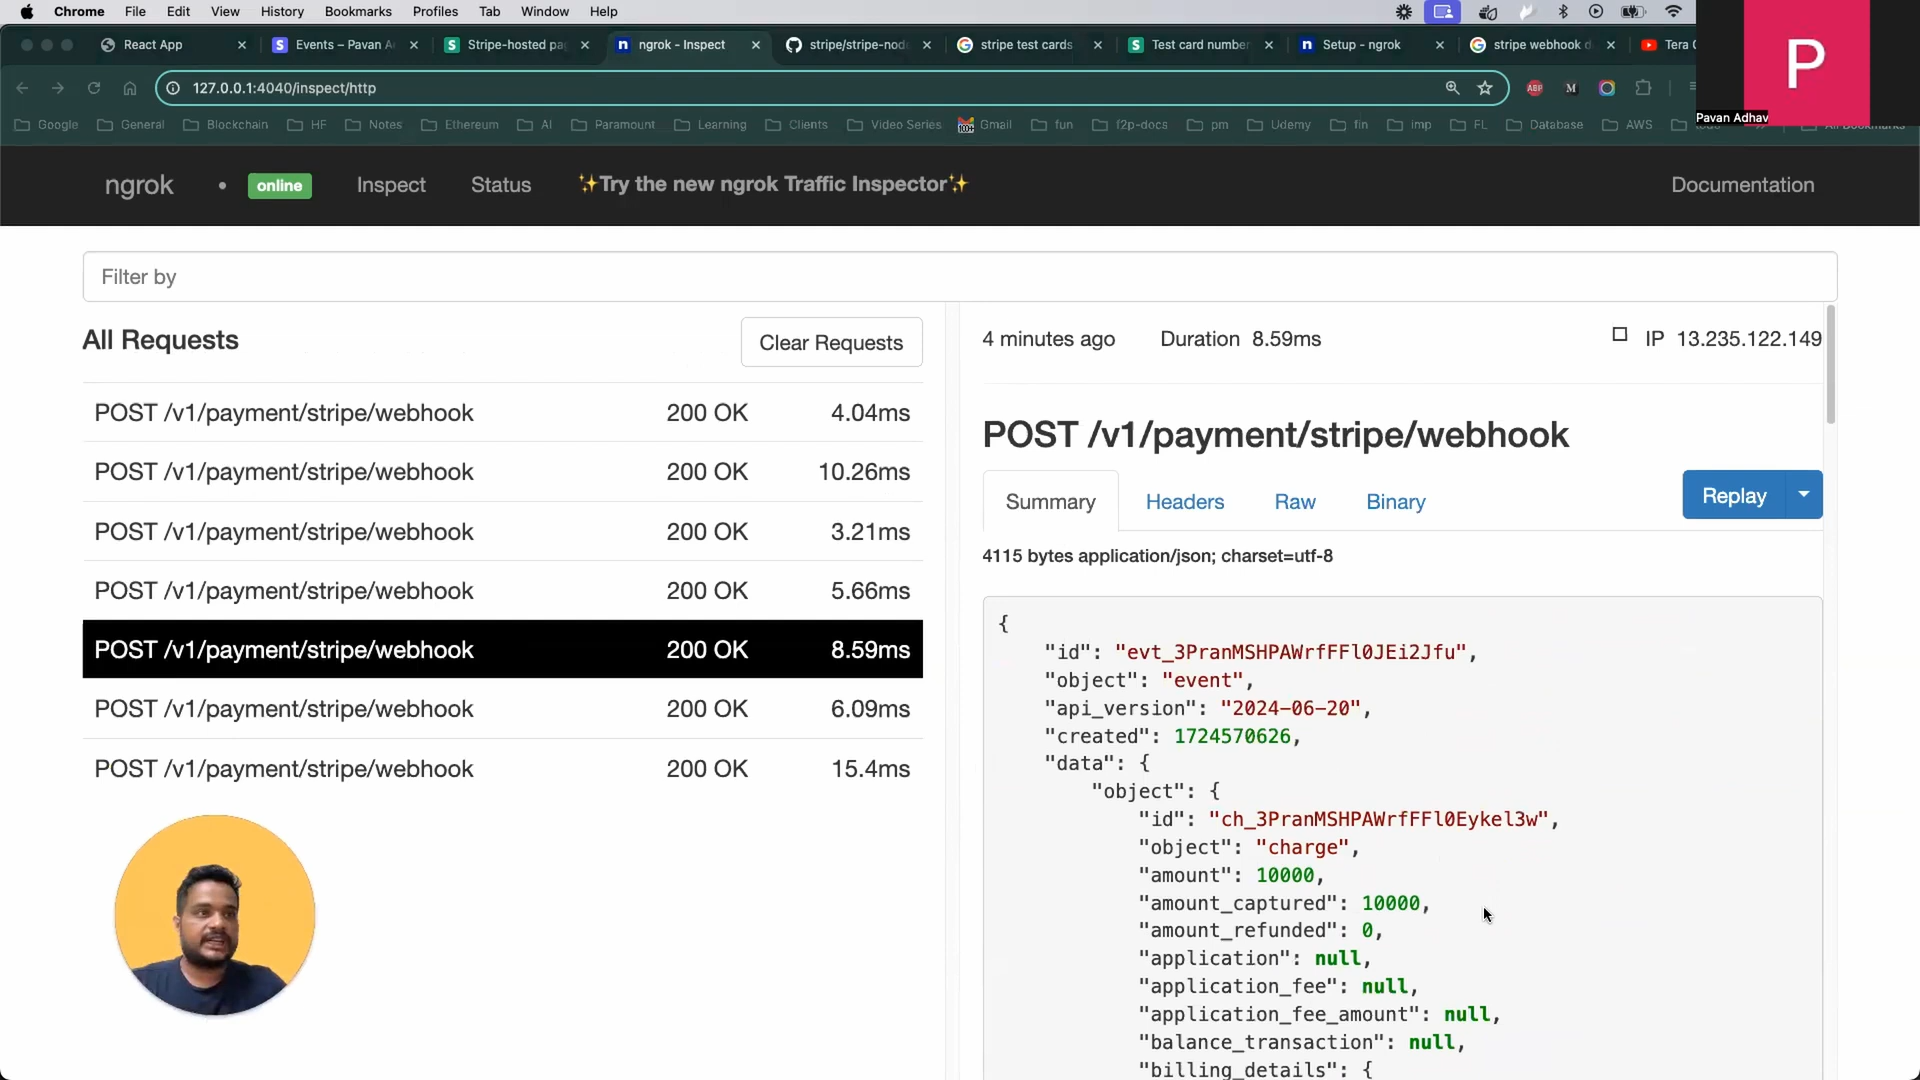 Chrome File Edit View History Bookmarks Profiles Tab Window Help
React App Events – Pavan A Stripe-hosted pa ngrok - Inspect stripe/stripe-nod stripe test cards Test card number Setup - ngrok stripe webhook d Tera
P
127.0.0.1:4040/inspect/http
Pavan Adhav
Google General Blockchain HF Notes Ethereum AI Paramount Learning Clients Video Series Gmail fun f2p-docs pm Udemy fin imp FL Database AWS All Bookmarks
ngrok • online Inspect Status ✨Try the new ngrok Traffic Inspector✨ Documentation
Filter by
All Requests Clear Requests
POST /v1/payment/stripe/webhook 200 OK 4.04ms
POST /v1/payment/stripe/webhook 200 OK 10.26ms
POST /v1/payment/stripe/webhook 200 OK 3.21ms
POST /v1/payment/stripe/webhook 200 OK 5.66ms
POST /v1/payment/stripe/webhook 200 OK 8.59ms
POST /v1/payment/stripe/webhook 200 OK 6.09ms
POST /v1/payment/stripe/webhook 200 OK 15.4ms
4 minutes ago Duration 8.59ms IP 13.235.122.149
POST /v1/payment/stripe/webhook
Summary Headers Raw Binary Replay
4115 bytes application/json; charset=utf-8
{
"id": "evt_3PranMSHPAWrfFFl0JEi2Jfu",
"object": "event",
"api_version": "2024-06-20",
"created": 1724570626,
"data": {
"object": {
"id": "ch_3PranMSHPAWrfFFl0Eykel3w",
"object": "charge",
"amount": 10000,
"amount_captured": 10000,
"amount_refunded": 0,
"application": null,
"application_fee": null,
"application_fee_amount": null,
"balance_transaction": null,
"billing_details": {